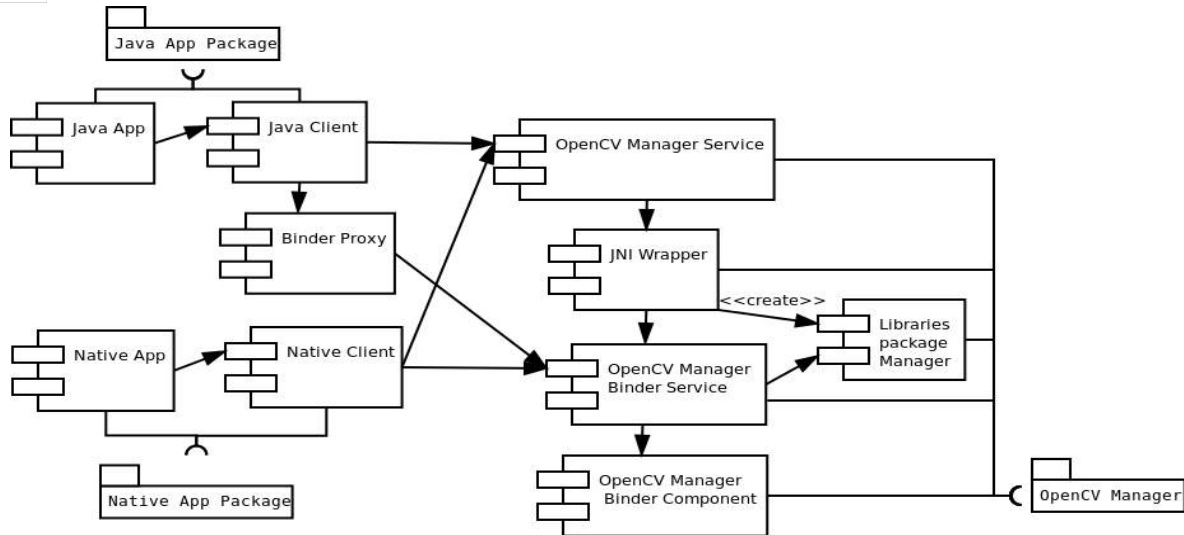 Java App Package
Java App
Java Client
OpenCV Manager Service
Binder Proxy
JNI Wrapper
<<create>>
Libraries
package
Manager
Native App
Native Client
OpenCV Manager
Binder Service
OpenCV Manager
Binder Component
Native App Package
OpenCV Manager